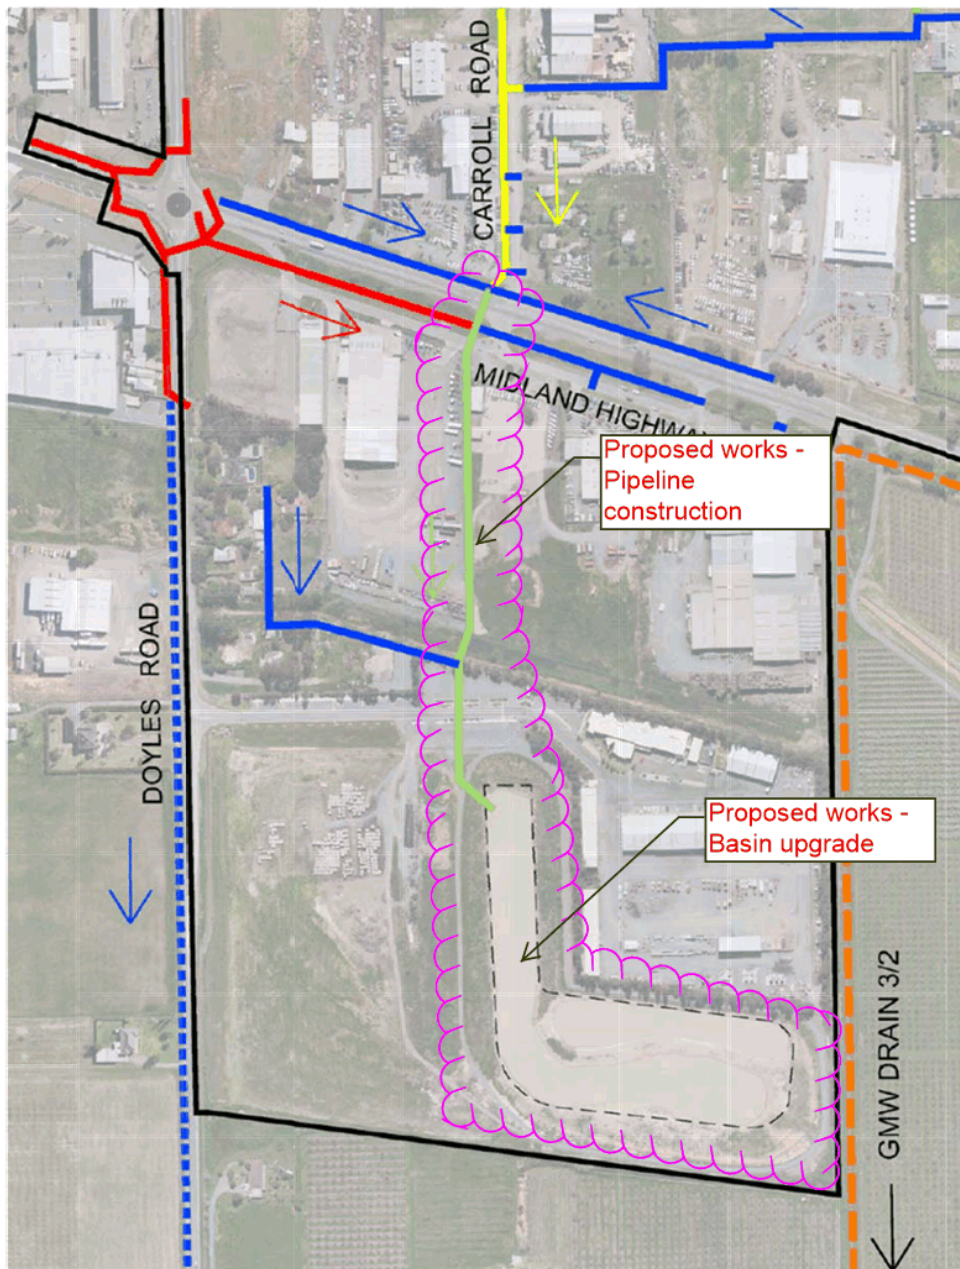 CARROLL ROAD
MIDLAND HIGHWAY
Proposed works -
Pipeline
construction
DOYLES ROAD
Proposed works -
Basin upgrade
GMW DRAIN 3/2